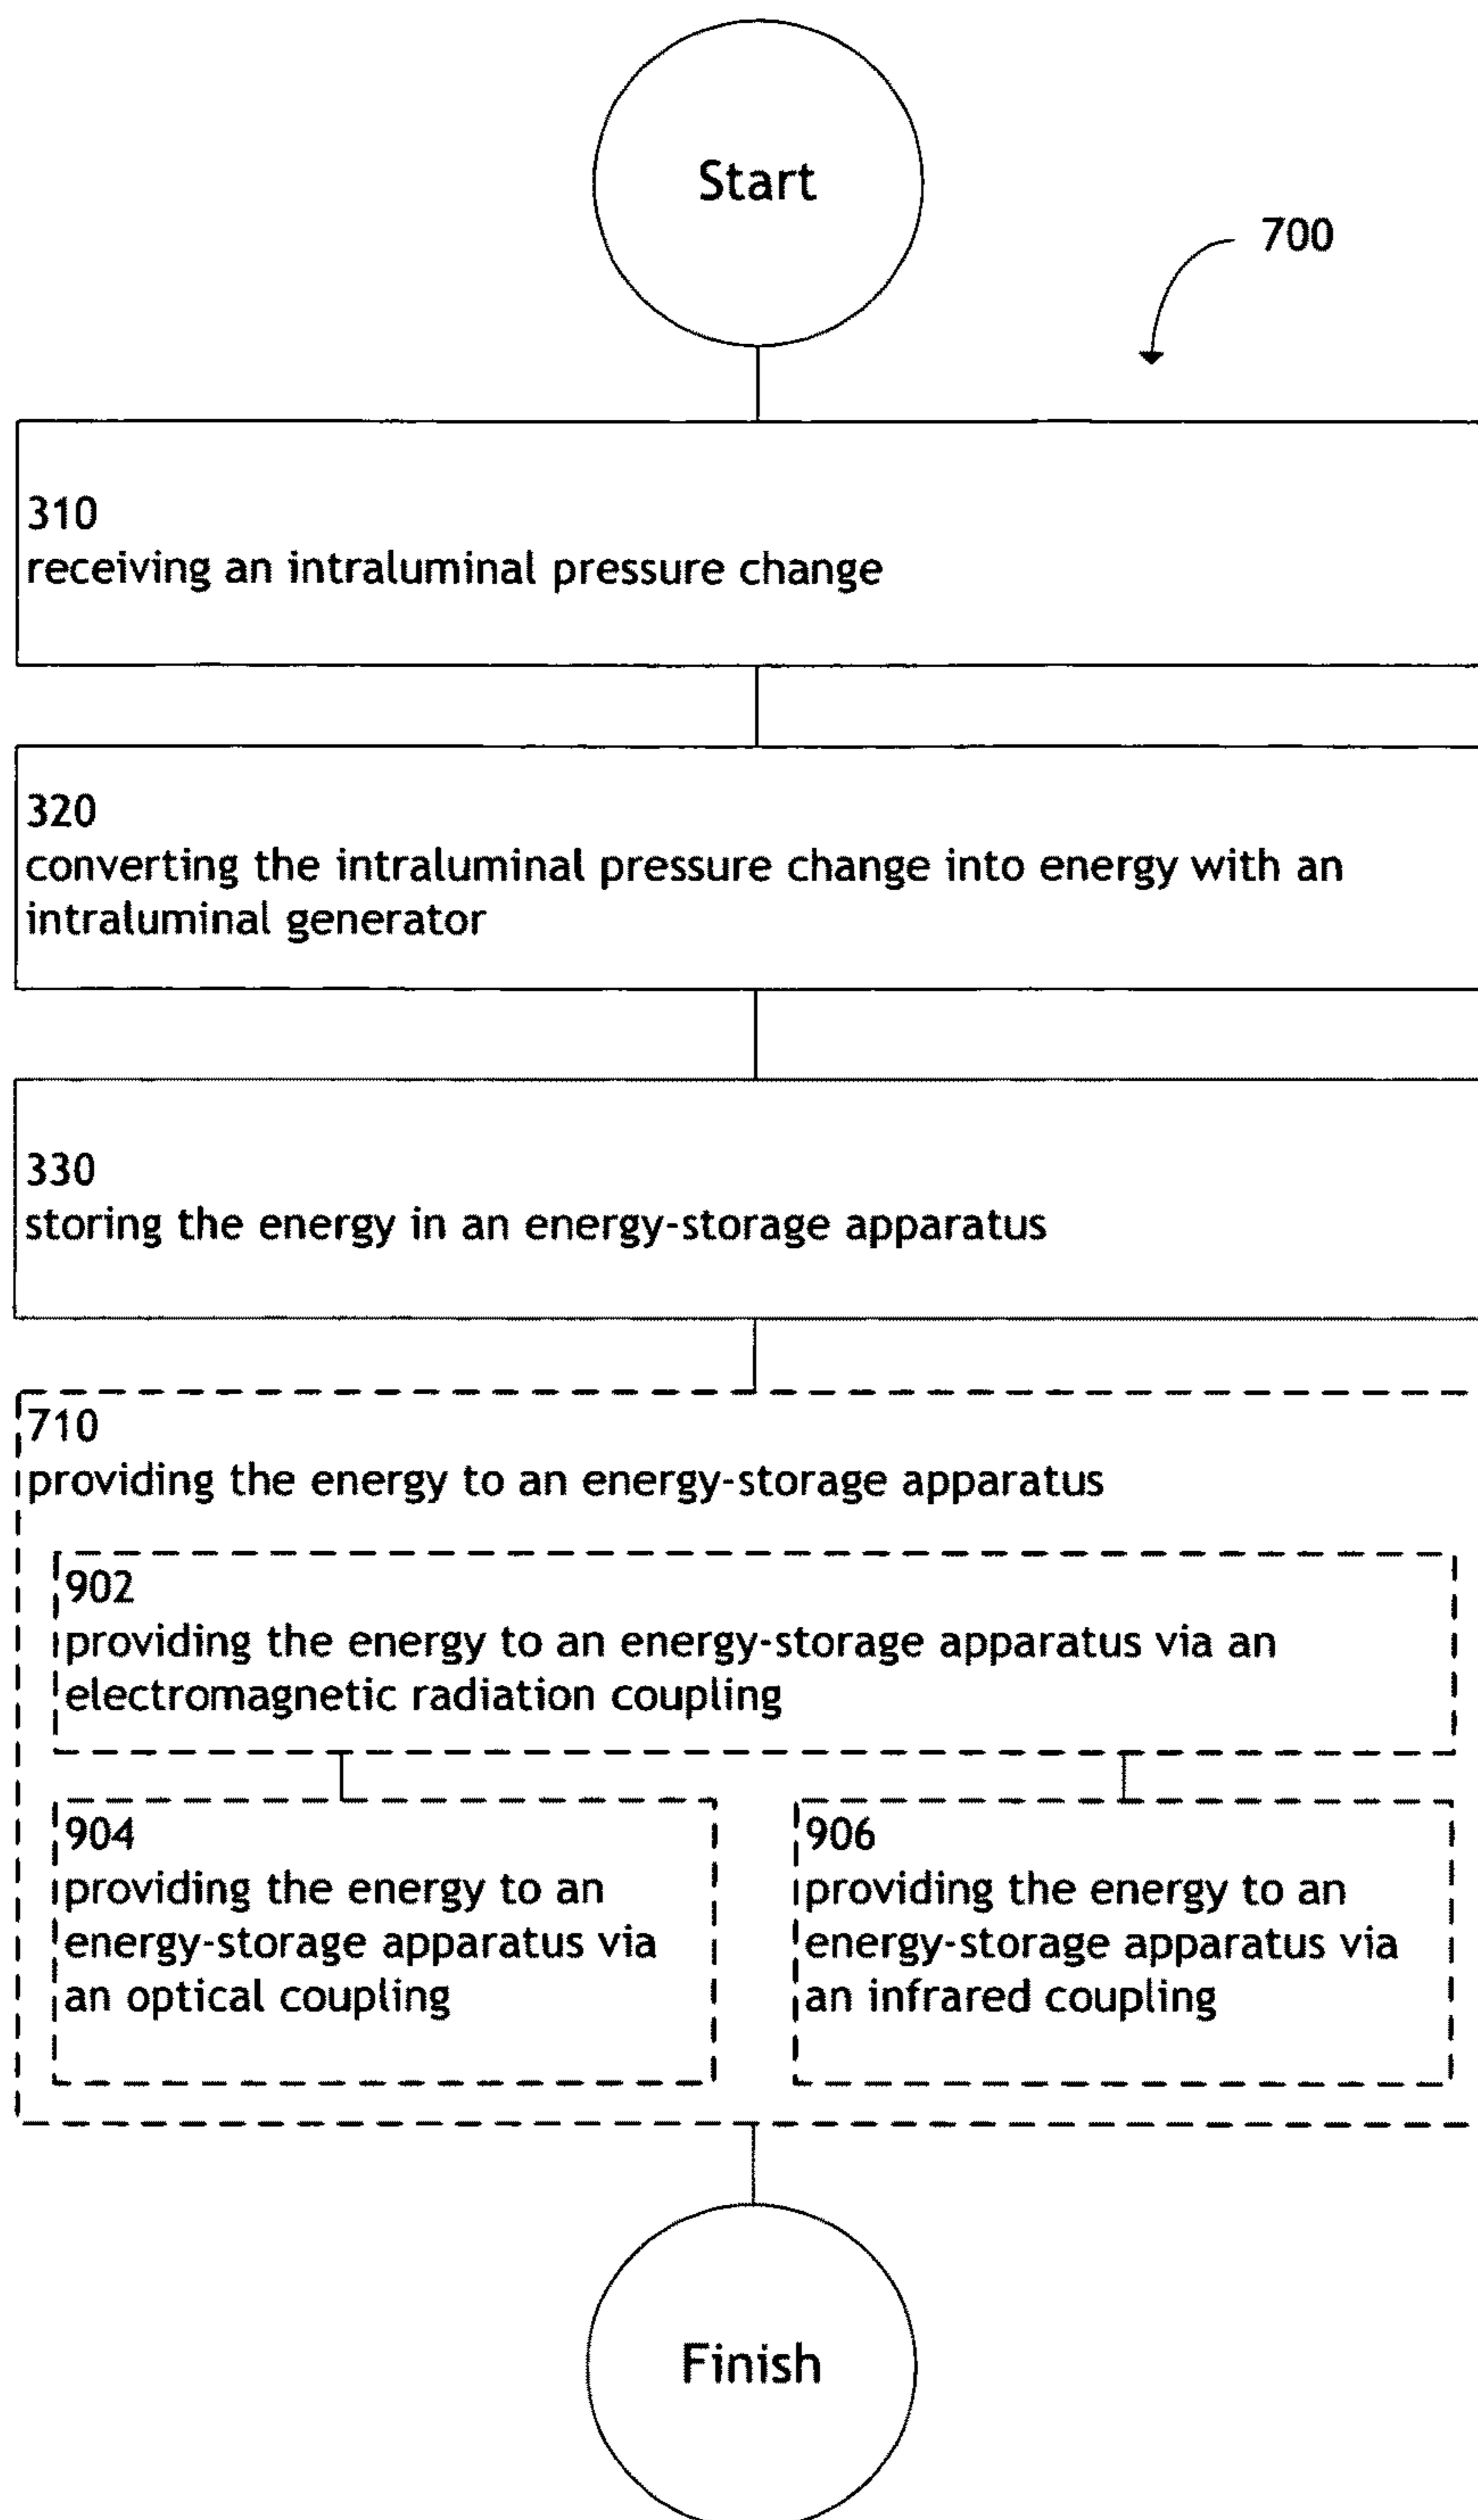 Start
700
310
receiving an intraluminal pressure change
320
converting the intraluminal pressure change into energy with an
intraluminal generator
330
storing the energy in an energy-storage apparatus
710
providing the energy to an energy-storage apparatus
902
providing the energy to an energy-storage apparatus via an
electromagnetic radiation coupling
904
providing the energy to an
energy-storage apparatus via
an optical coupling
906
providing the energy to an
energy-storage apparatus via
an infrared coupling
Finish